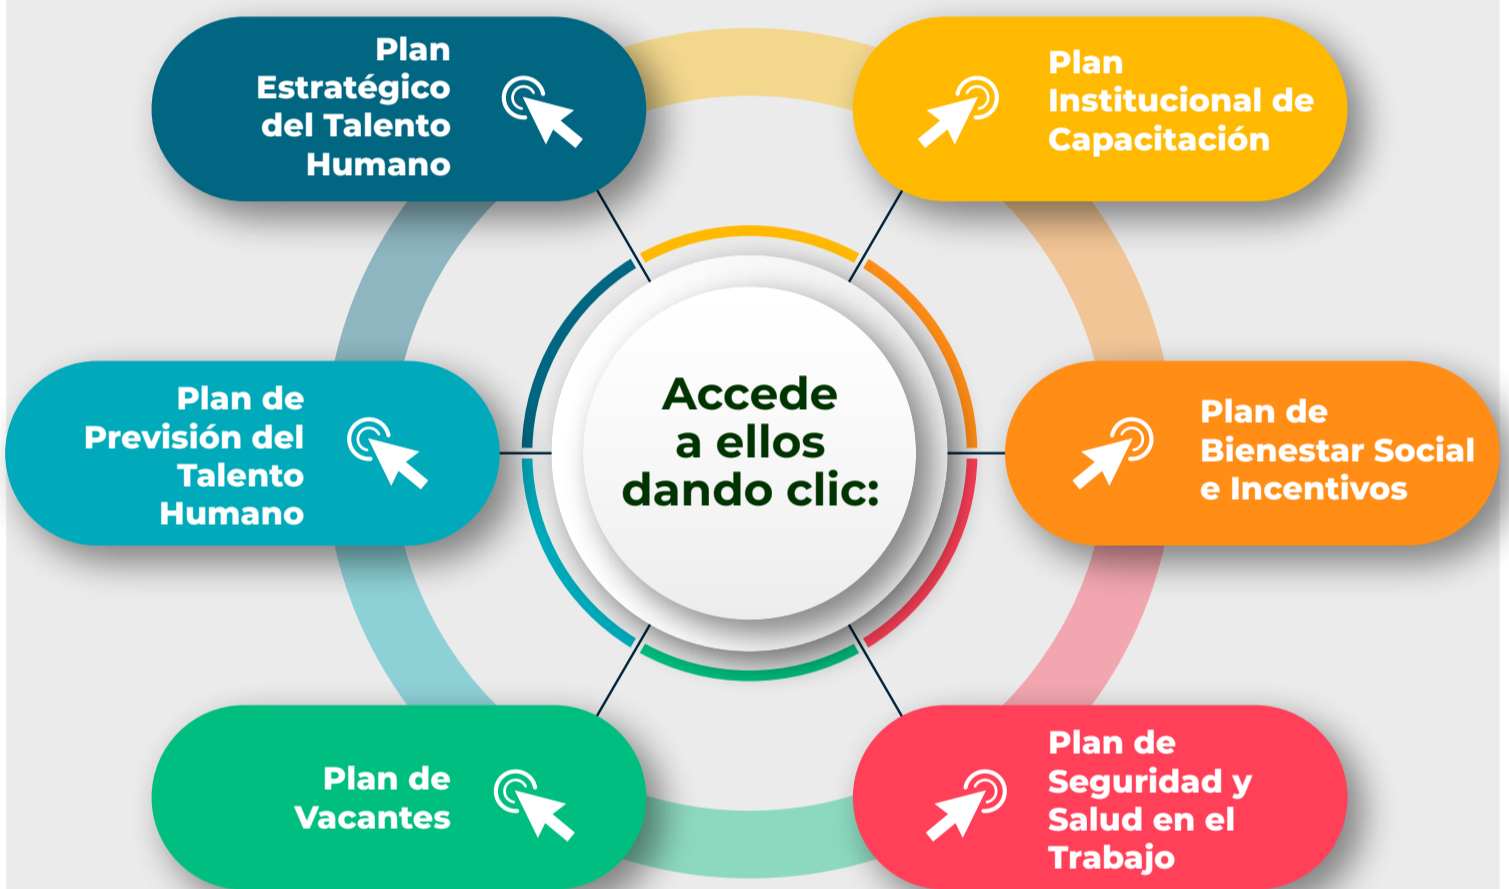 Plan
Estratégico
del Talento
Humano
Plan
Institucional de
Capacitación
Plan de
Previsión del
Talento
Humano
Accede
a ellos
dando clic:
Plan de
Bienestar Social
e Incentivos
Plan de
Vacantes
Plan de
Seguridad y
Salud en el
Trabajo